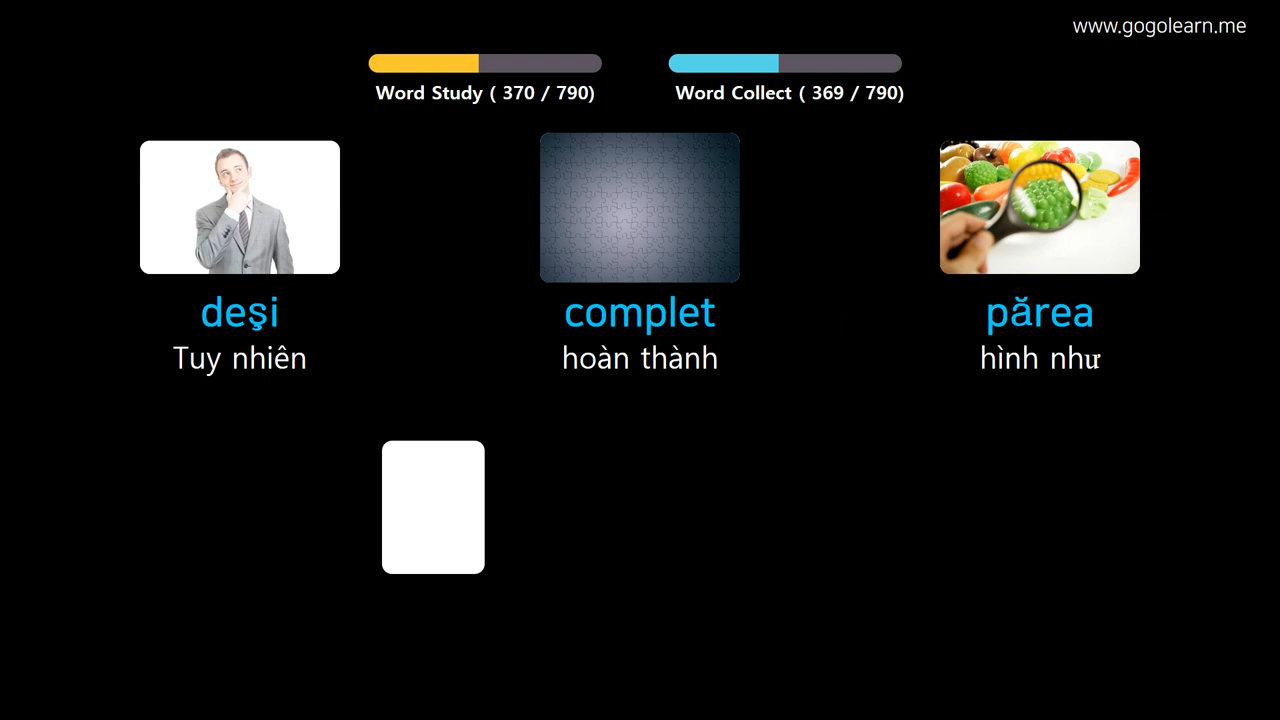 www.gogolearn.me
Word Study ( 370 / 790)
Word Collect ( 369 / 790)
deşi
complet
părea
Tuy nhiên
hoàn thành
hình như